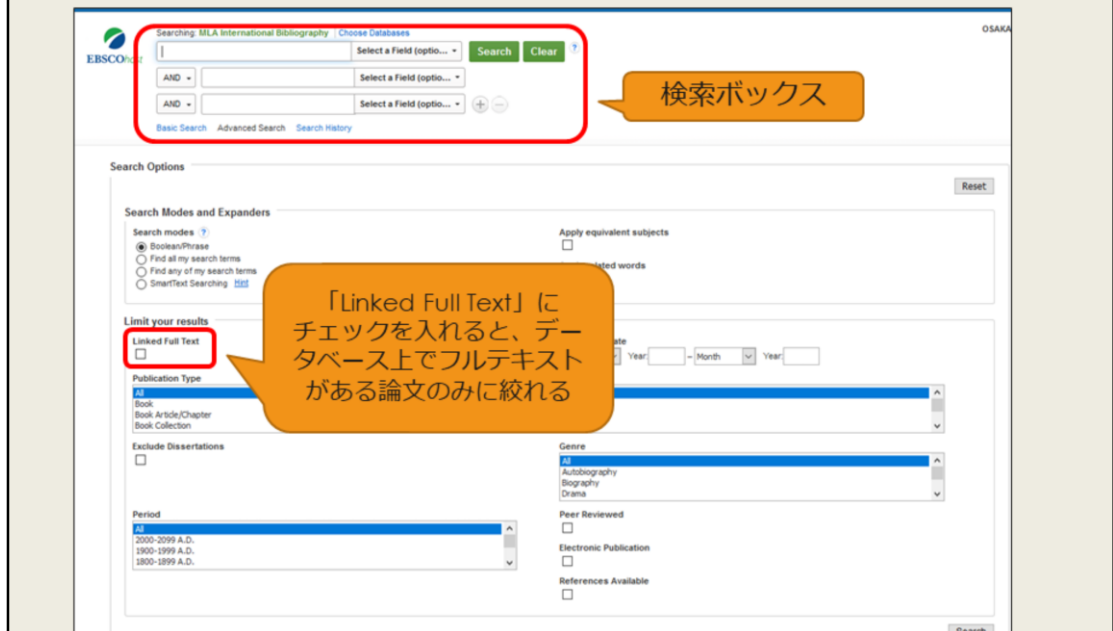 Searching: MLA International Bibliography Choose Databases
OSAKA
EBSCO
Select a Field (optio... Search Clear ?
AND Select a Field (optio...
AND Select a Field (optio...
Basic Search Advanced Search Search History
検索ボックス
Search Options
Reset
Search Modes and Expanders
Search modes ?
Boolean/Phrase
Find all my search terms
Find any of my search terms
SmartText Searching Hint
Apply equivalent subjects
words
「Linked Full Text」に
チェックを入れると、デー
タベース上でフルテキスト
がある論文のみに絞れる
Limit your results
Linked Full Text
Year: – Month Year:
Publication Type
All
Book
Book Article/Chapter
Book Collection
Exclude Dissertations
Genre
All
Autobiography
Biography
Drama
Period
All
2000-2099 A.D.
1900-1999 A.D.
1800-1899 A.D.
Peer Reviewed
Electronic Publication
References Available
Search